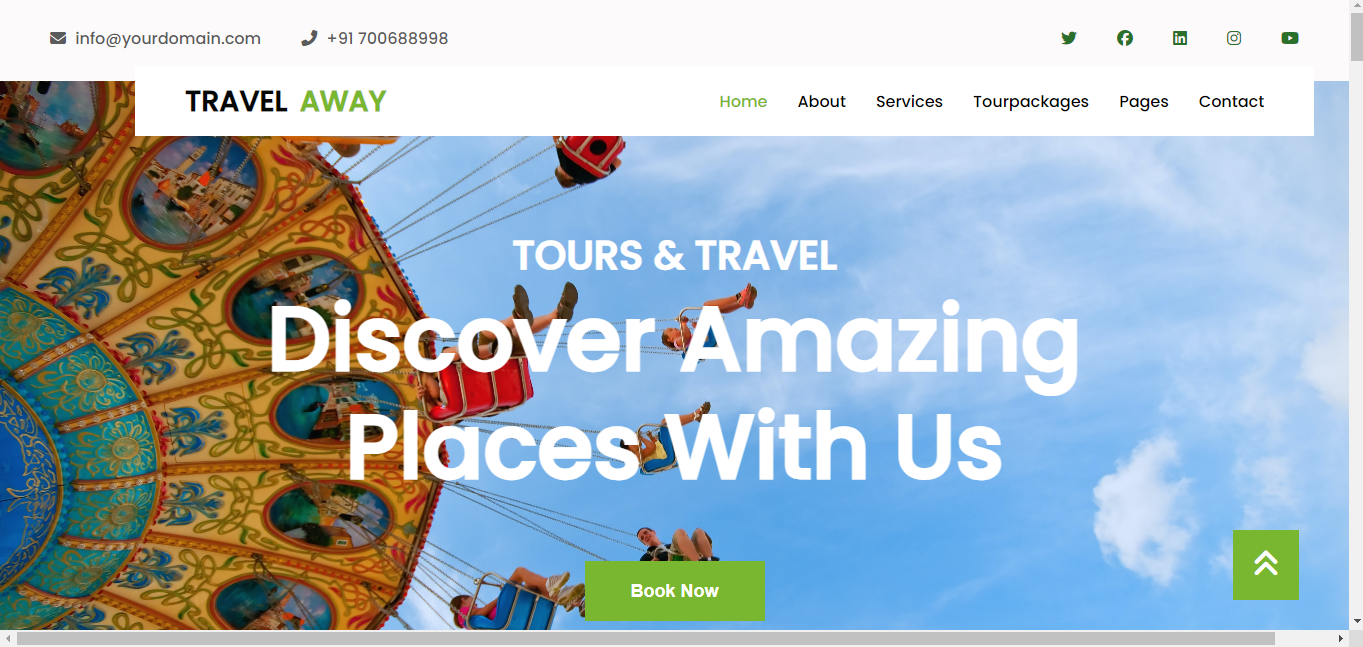 info@yourdomain.com
+91 700688998
TRAVEL AWAY
Home
About
Services
Tourpackages
Pages
Contact
TOURS & TRAVEL
Discover Amazing
Places With Us
Book Now